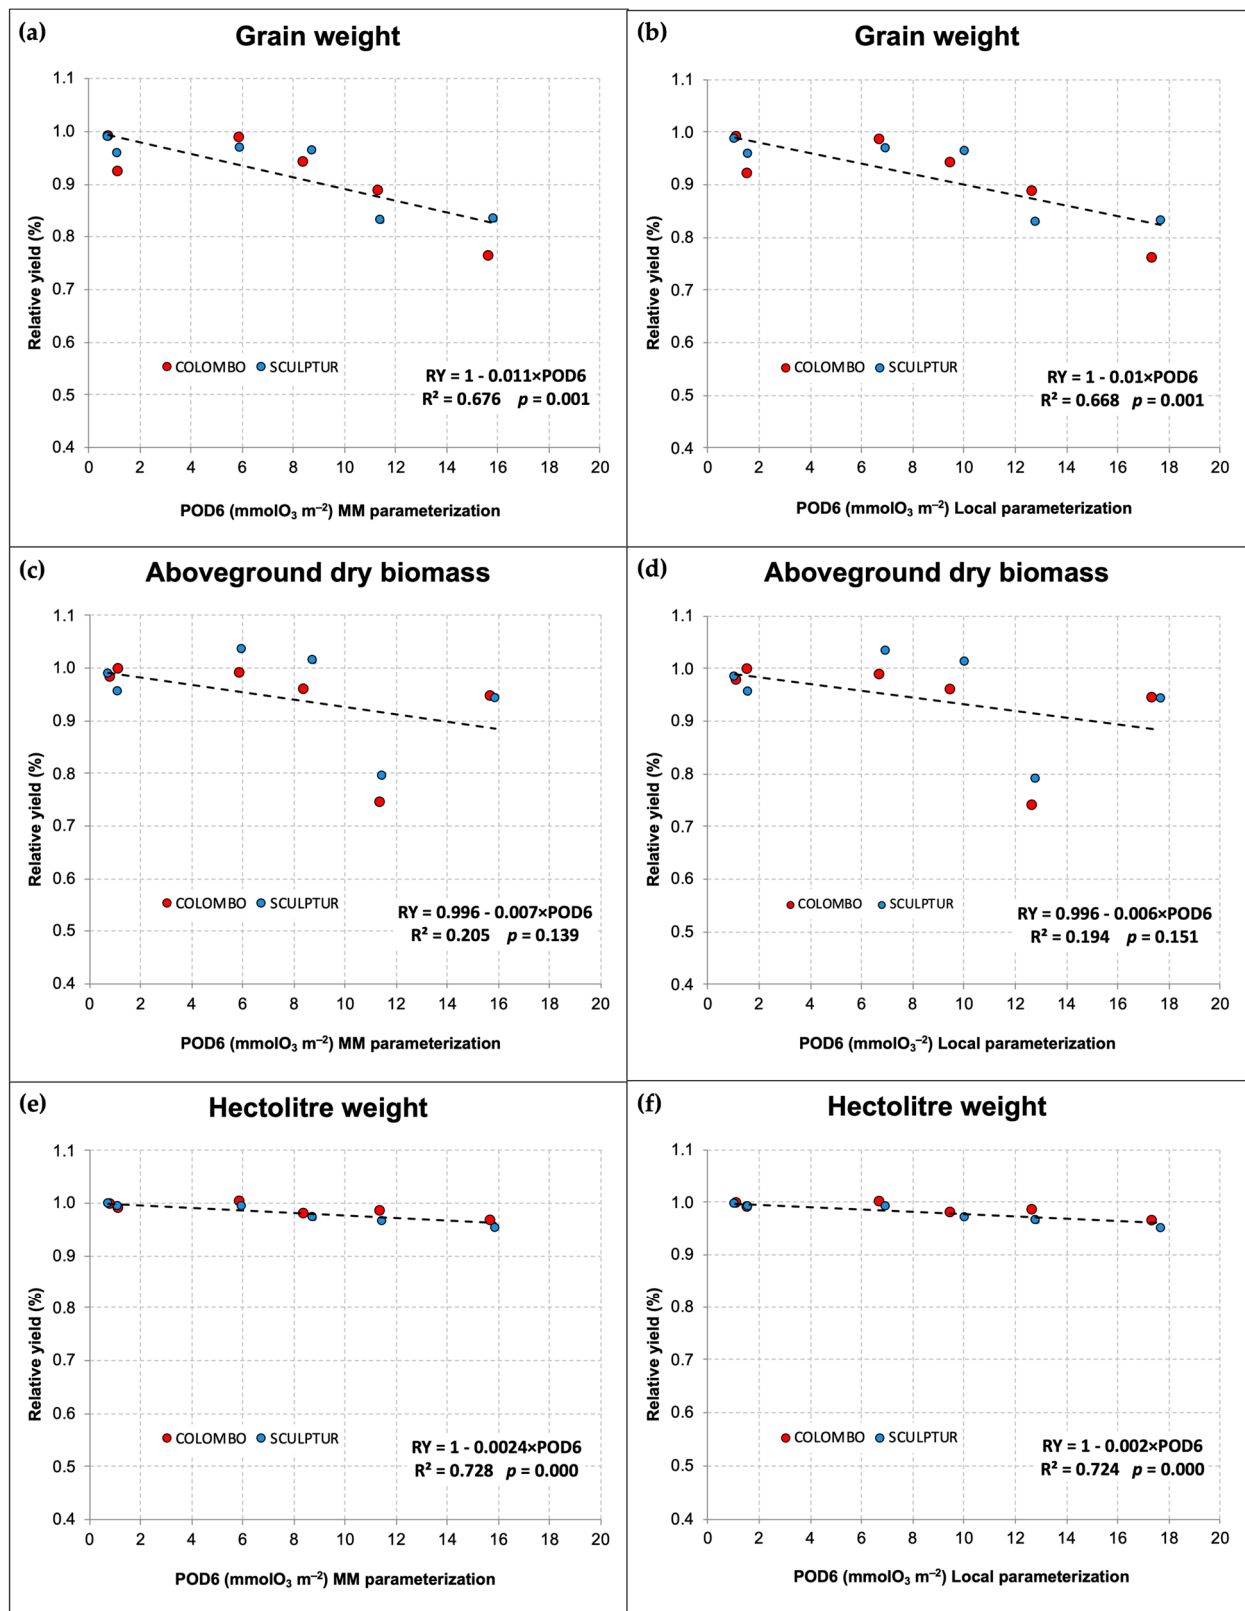 (a)
Grain weight
Relative yield (%)
1.1
1.0
0.9
0.8
0.7
0.6
0.5
0.4
COLOMBO SCULPTUR
RY = 1 - 0.011×POD6
R² = 0.676 p = 0.001
0 2 4 6 8 10 12 14 16 18 20
POD6 (mmolO₃ m⁻²) MM parameterization
(b)
Grain weight
Relative yield (%)
1.1
1.0
0.9
0.8
0.7
0.6
0.5
0.4
COLOMBO SCULPTUR
RY = 1 - 0.01×POD6
R² = 0.668 p = 0.001
0 2 4 6 8 10 12 14 16 18 20
POD6 (mmolO₃ m⁻²) Local parameterization
(c)
Aboveground dry biomass
Relative yield (%)
1.1
1.0
0.9
0.8
0.7
0.6
0.5
0.4
COLOMBO SCULPTUR
RY = 0.996 - 0.007×POD6
R² = 0.205 p = 0.139
0 2 4 6 8 10 12 14 16 18 20
POD6 (mmolO₃ m⁻²) MM parameterization
(d)
Aboveground dry biomass
Relative yield (%)
1.1
1.0
0.9
0.8
0.7
0.6
0.5
0.4
COLOMBO SCULPTUR
RY = 0.996 - 0.006×POD6
R² = 0.194 p = 0.151
0 2 4 6 8 10 12 14 16 18 20
POD6 (mmolO₃⁻²) Local parameterization
(e)
Hectolitre weight
Relative yield (%)
1.1
1.0
0.9
0.8
0.7
0.6
0.5
0.4
COLOMBO SCULPTUR
RY = 1 - 0.0024×POD6
R² = 0.728 p = 0.000
0 2 4 6 8 10 12 14 16 18 20
POD6 (mmolO₃ m⁻²) MM parameterization
(f)
Hectolitre weight
Relative yield (%)
1.1
1.0
0.9
0.8
0.7
0.6
0.5
0.4
COLOMBO SCULPTUR
RY = 1 - 0.002×POD6
R² = 0.724 p = 0.000
0 2 4 6 8 10 12 14 16 18 20
POD6 (mmolO₃ m⁻²) Local parameterization